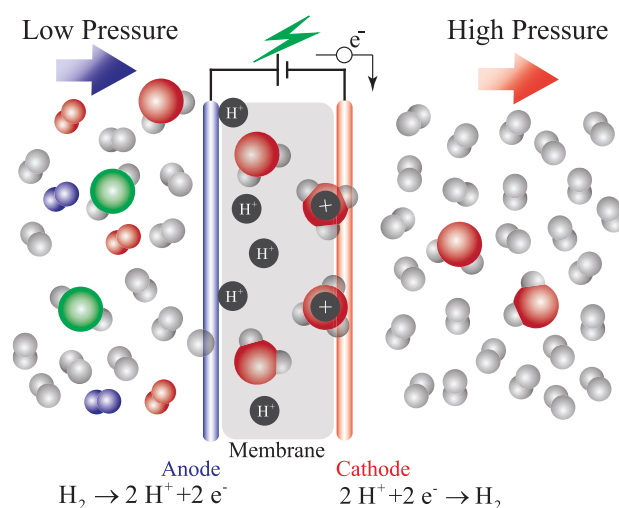 Low Pressure
e⁻
High Pressure
H⁺
H⁺
H⁺
H⁺
H⁺
+
+
Membrane
Anode
Cathode
H₂ → 2 H⁺+2 e⁻
2 H⁺+2 e⁻ → H₂